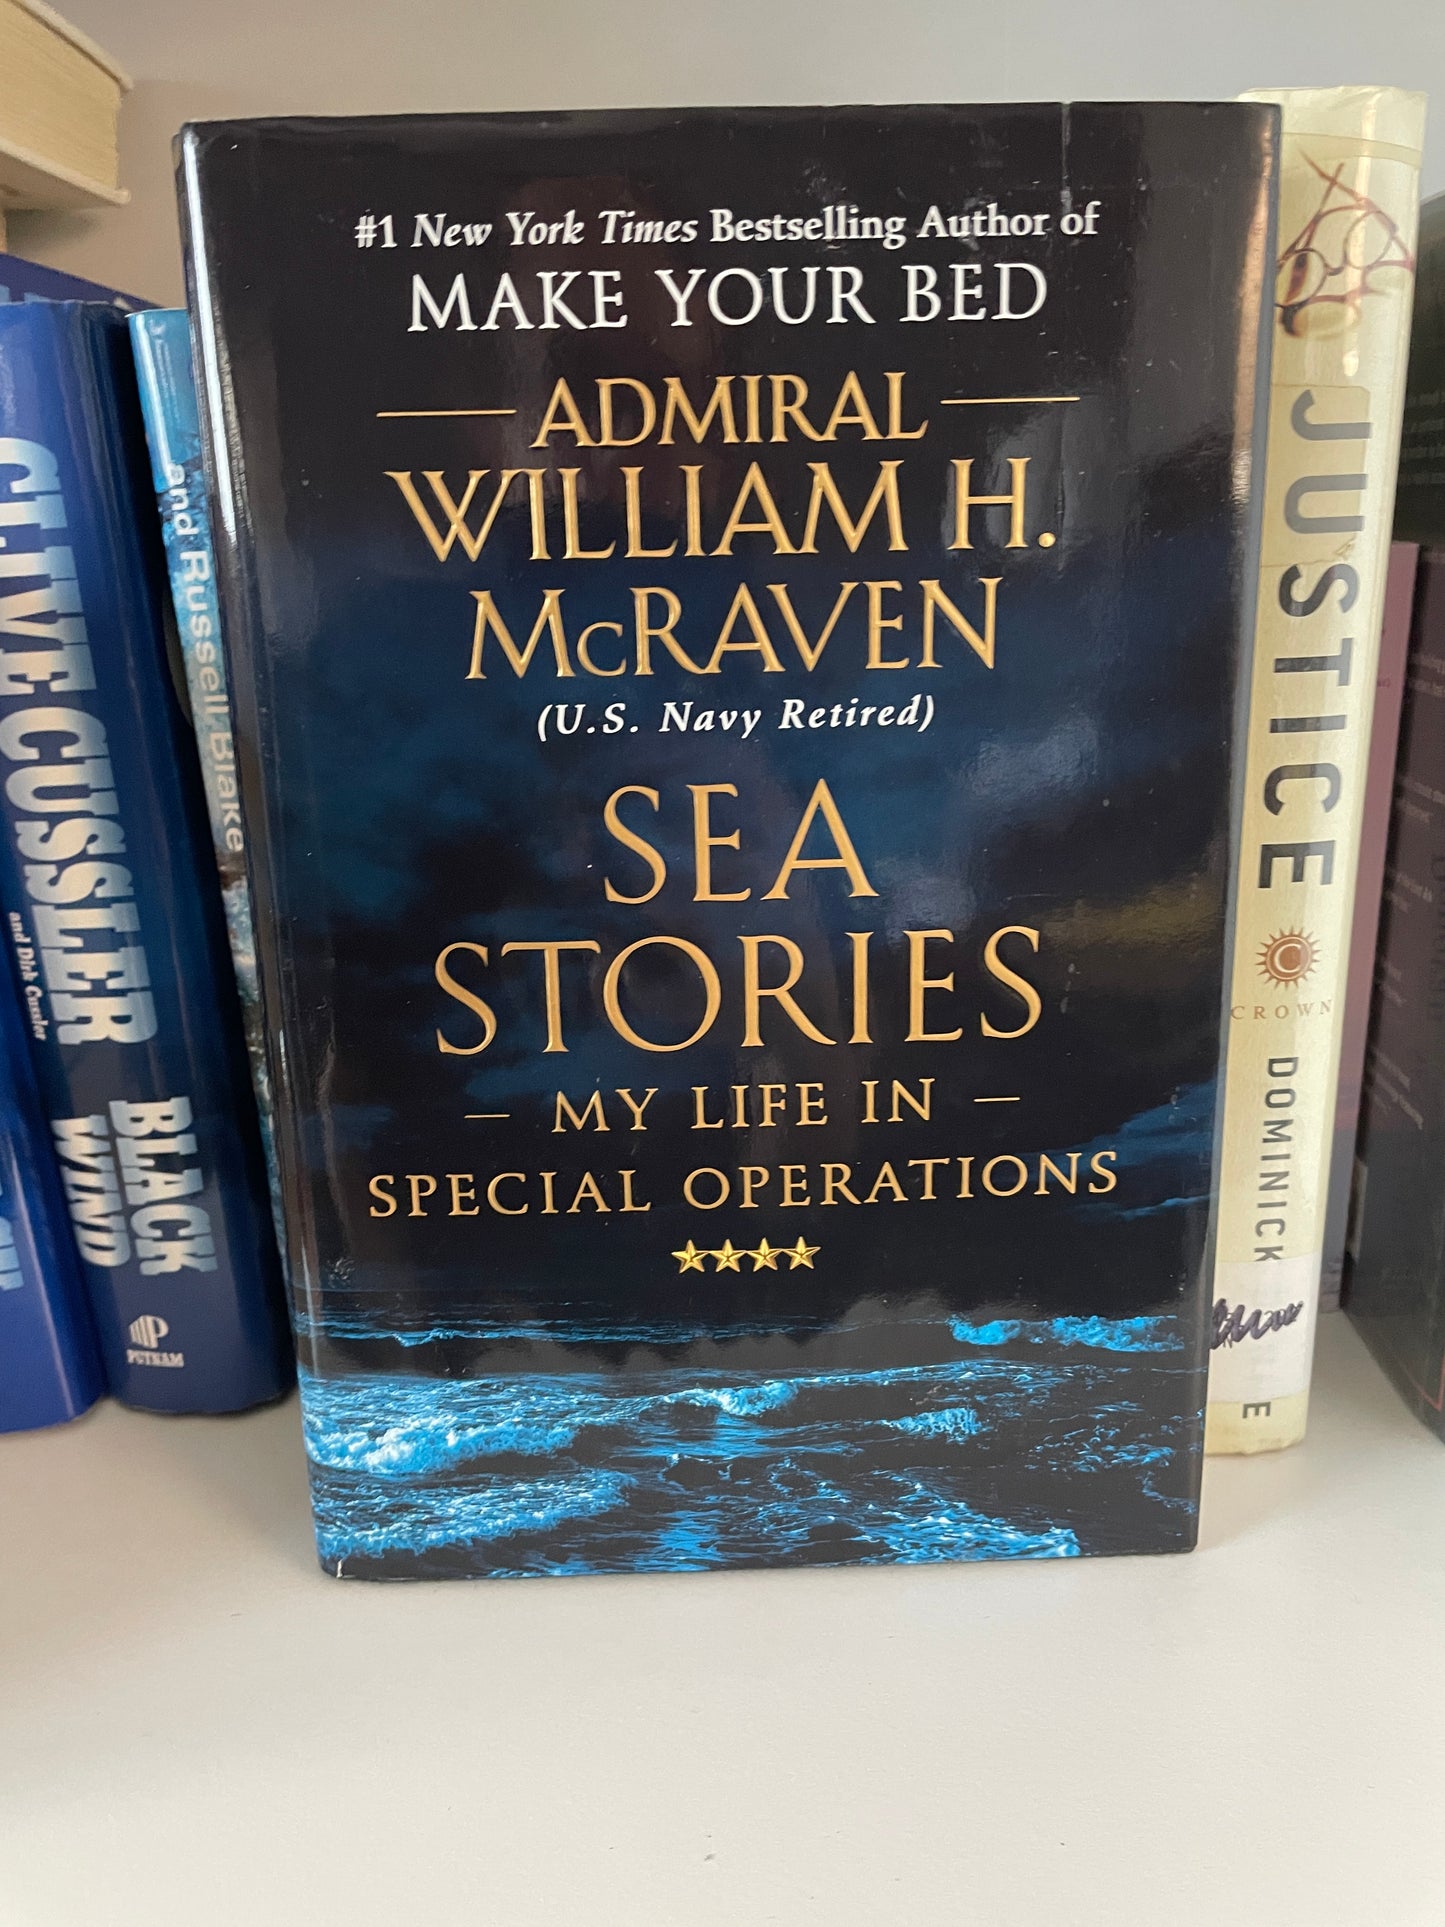 #1 New York Times Bestselling Author of
MAKE YOUR BED
ADMIRAL
WILLIAM H.
McRAVEN
(U.S. Navy Retired)
SEA
STORIES
— MY LIFE IN —
SPECIAL OPERATIONS
CLIVE CUSSLER
and Dirk Cussler
BLACK
WIND
PUTNAM
and Russell Blake
JUSTICE
CROWN
DOMINICK
E